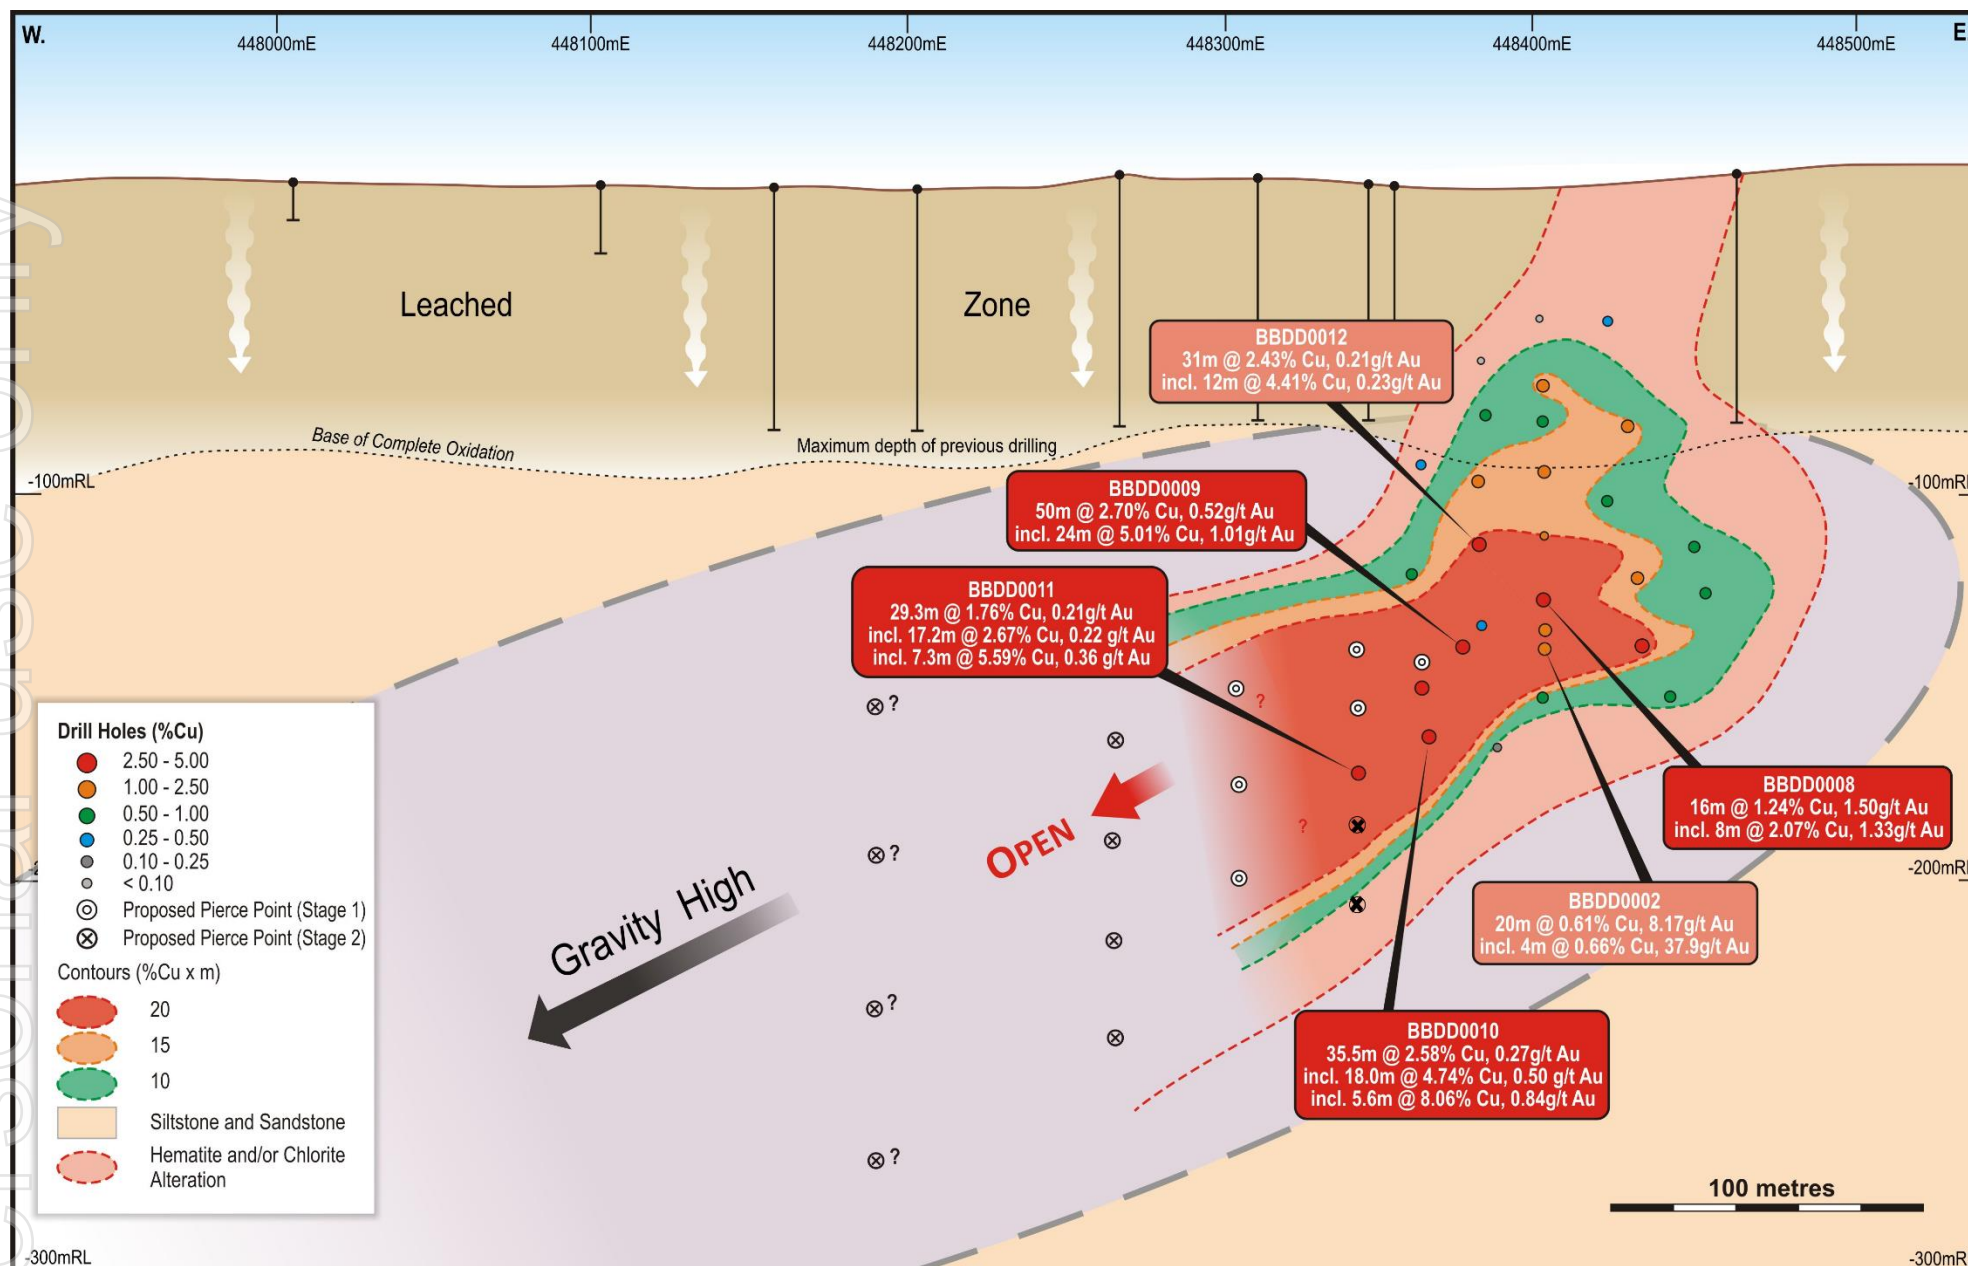 W.
448000mE
448100mE
448200mE
448300mE
448400mE
448500mE
E
Leached Zone
BBDD0012
31m @ 2.43% Cu, 0.21g/t Au
incl. 12m @ 4.41% Cu, 0.23g/t Au
Base of Complete Oxidation
Maximum depth of previous drilling
-100mRL
-100mRL
BBDD0009
50m @ 2.70% Cu, 0.52g/t Au
incl. 24m @ 5.01% Cu, 1.01g/t Au
BBDD0011
29.3m @ 1.76% Cu, 0.21g/t Au
incl. 17.2m @ 2.67% Cu, 0.22 g/t Au
incl. 7.3m @ 5.59% Cu, 0.36 g/t Au
?
?
?
?
?
?
OPEN
Gravity High
BBDD0008
16m @ 1.24% Cu, 1.50g/t Au
incl. 8m @ 2.07% Cu, 1.33g/t Au
-200mRL
BBDD0002
20m @ 0.61% Cu, 8.17g/t Au
incl. 4m @ 0.66% Cu, 37.9g/t Au
BBDD0010
35.5m @ 2.58% Cu, 0.27g/t Au
incl. 18.0m @ 4.74% Cu, 0.50 g/t Au
incl. 5.6m @ 8.06% Cu, 0.84g/t Au
Drill Holes (%Cu)
2.50 - 5.00
1.00 - 2.50
0.50 - 1.00
0.25 - 0.50
0.10 - 0.25
< 0.10
Proposed Pierce Point (Stage 1)
Proposed Pierce Point (Stage 2)
Contours (%Cu x m)
20
15
10
Siltstone and Sandstone
Hematite and/or Chlorite
Alteration
100 metres
-300mRL
-300mR